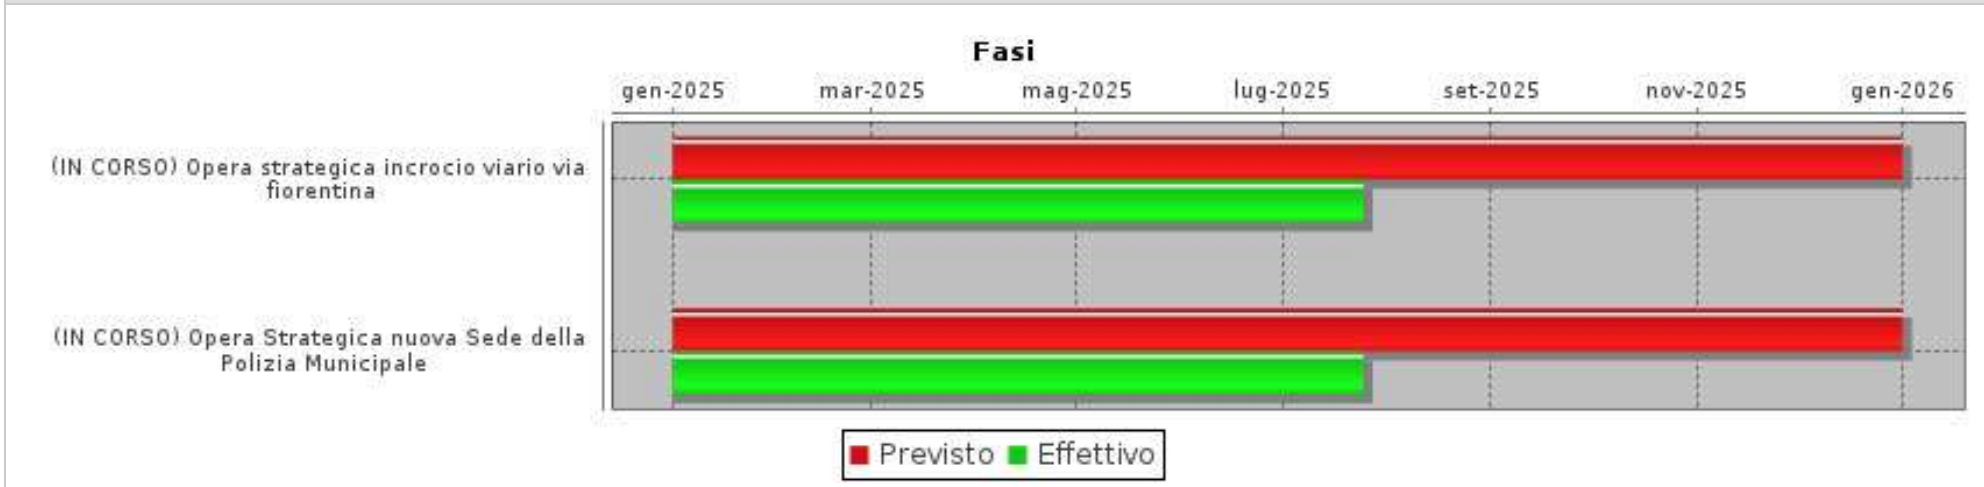 Fasi
gen-2025 mar-2025 mag-2025 lug-2025 set-2025 nov-2025 gen-2026
(IN CORSO) Opera strategica incrocio viario via
fiorentina
(IN CORSO) Opera Strategica nuova Sede della
Polizia Municipale
Previsto Effettivo